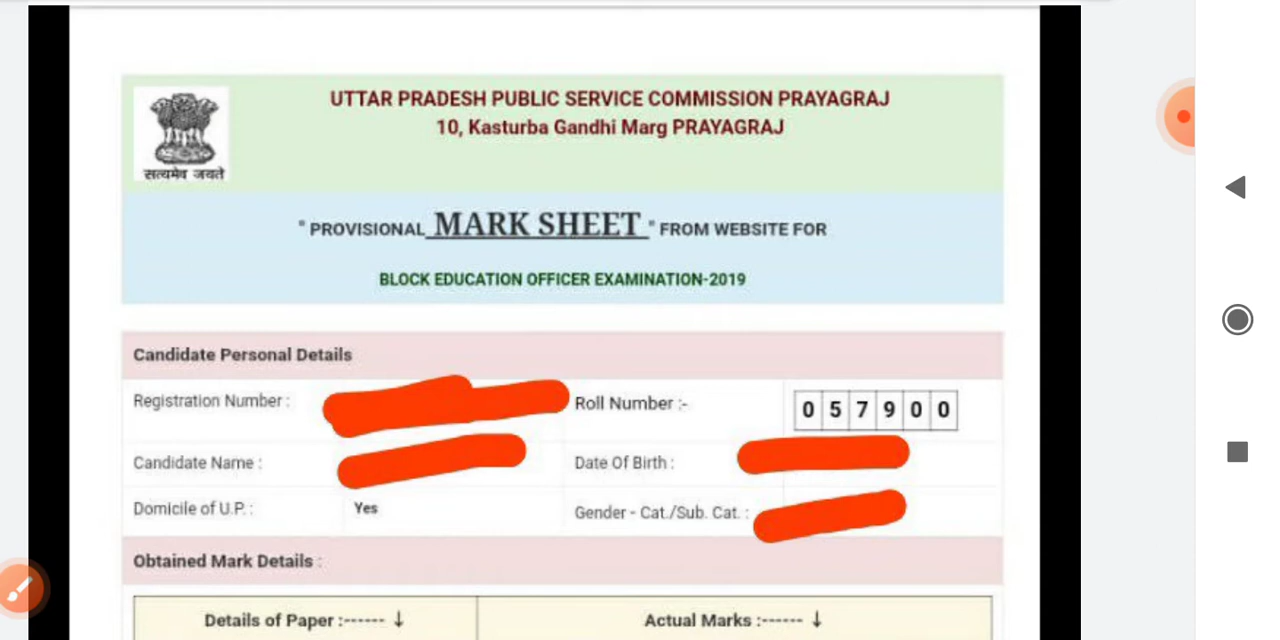 UTTAR PRADESH PUBLIC SERVICE COMMISSION PRAYAGRAJ
10, Kasturba Gandhi Marg PRAYAGRAJ
सत्यमेव जयते
" PROVISIONAL MARK SHEET " FROM WEBSITE FOR
BLOCK EDUCATION OFFICER EXAMINATION-2019
Candidate Personal Details
Registration Number :
Roll Number :- 0 5 7 9 0 0
Candidate Name :
Date Of Birth :
Domicile of U.P. : Yes
Gender - Cat./Sub. Cat. :
Obtained Mark Details :
Details of Paper :------ ↓
Actual Marks :------ ↓